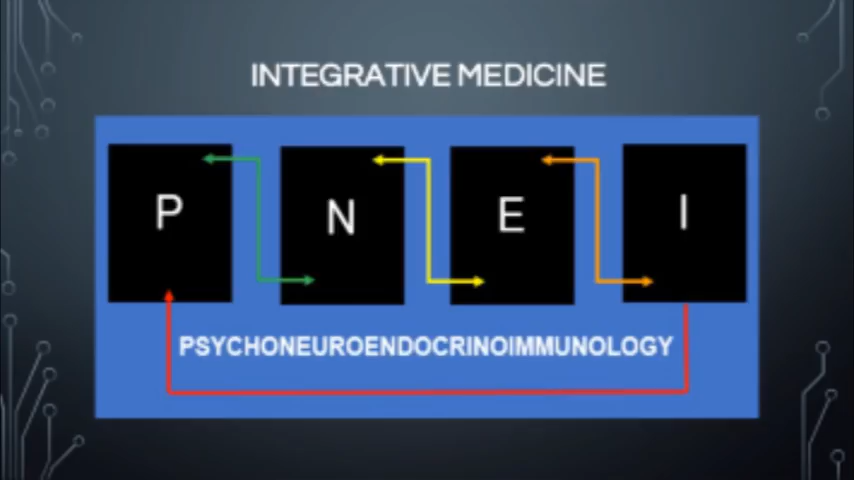 INTEGRATIVE MEDICINE
P N E I
PSYCHONEUROENDOCRINOIMMUNOLOGY